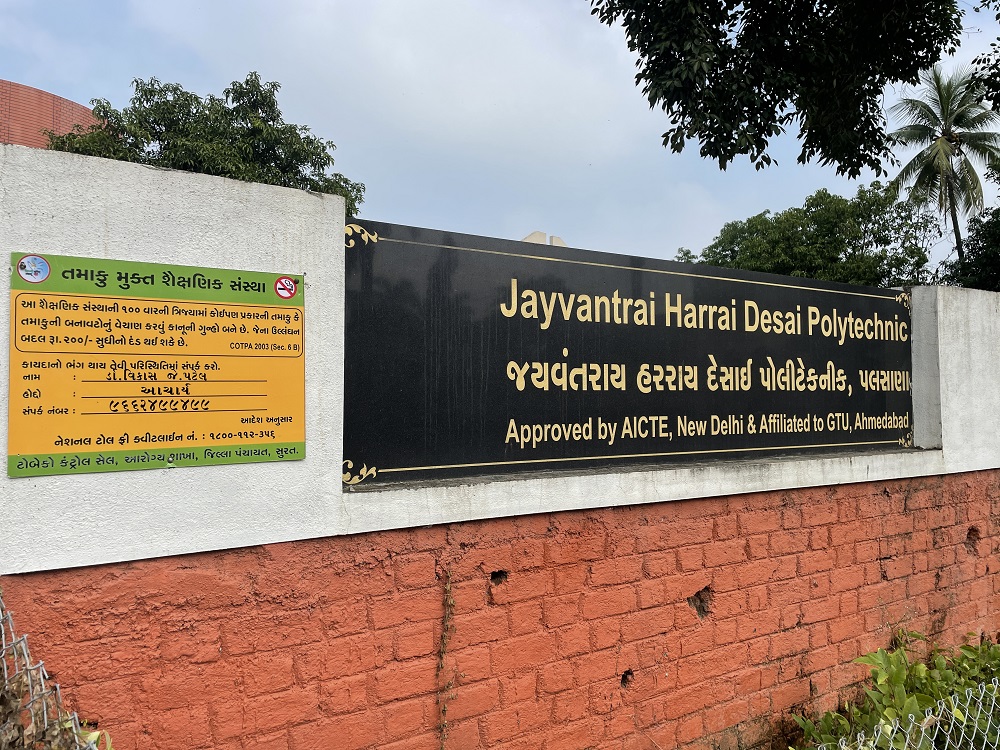 તમાકુ મુક્ત શૈક્ષણિક સંસ્થા
આ શૈક્ષણિક સંસ્થાની ૧૦૦ વારની ત્રિજ્યામાં કોઈપણ પ્રકારની તમાકુ કે
તમાકુની બનાવટોનું વેચાણ કરવું કાનૂની ગુન્હો બને છે. જેના ઉલ્લંઘન
બદલ રૂા. ૨૦૦/- સુધીનો દંડ થઈ શકે છે.
COTPA 2003 (Sec. 6 B)
કાયદાનો ભંગ થાય તેવી પરિસ્થિતિમાં સંપર્ક કરો.
નામ : ડૉ.વિકાસ જે.પટેલ
હોદ્દો : આચાર્ય
સંપર્ક નંબર : ૯૬૬૨૪૯૯૪૯૯
આદેશ અનુસાર
નેશનલ ટોલ ફ્રી ક્વીટલાઈન નં. : ૧૮૦૦-૧૧૨-૩૫૬
ટોબેકો કંટ્રોલ સેલ, આરોગ્ય શાખા, જિલ્લા પંચાયત, સુરત.
Jayvantrai Harrai Desai Polytechnic
જયવંતરાય હરરાય દેસાઈ પોલીટેકનીક, પલસાણા
Approved by AICTE, New Delhi & Affiliated to GTU, Ahmedabad